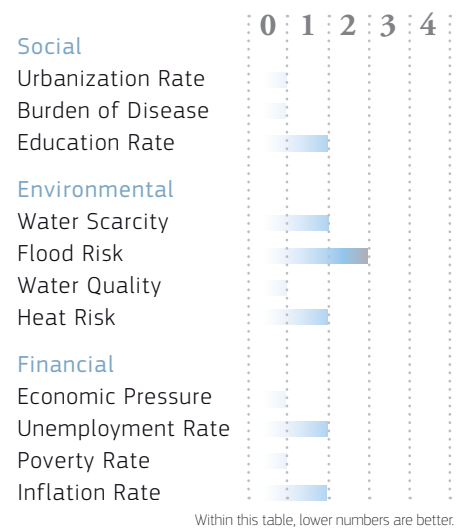 0 1 2 3 4
Social
Urbanization Rate
Burden of Disease
Education Rate
Environmental
Water Scarcity
Flood Risk
Water Quality
Heat Risk
Financial
Economic Pressure
Unemployment Rate
Poverty Rate
Inflation Rate
Within this table, lower numbers are better.